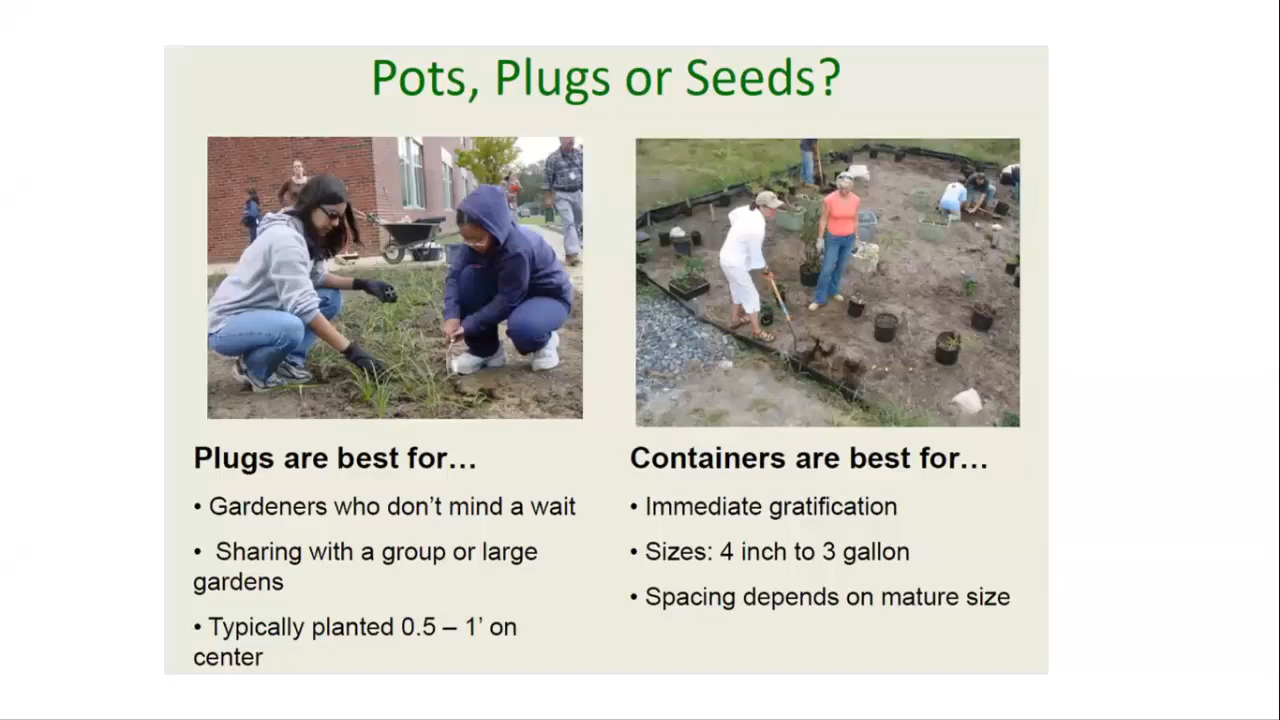 Pots, Plugs or Seeds?
Plugs are best for…
• Gardeners who don’t mind a wait
• Sharing with a group or large
gardens
• Typically planted 0.5 – 1’ on
center
Containers are best for…
• Immediate gratification
• Sizes: 4 inch to 3 gallon
• Spacing depends on mature size